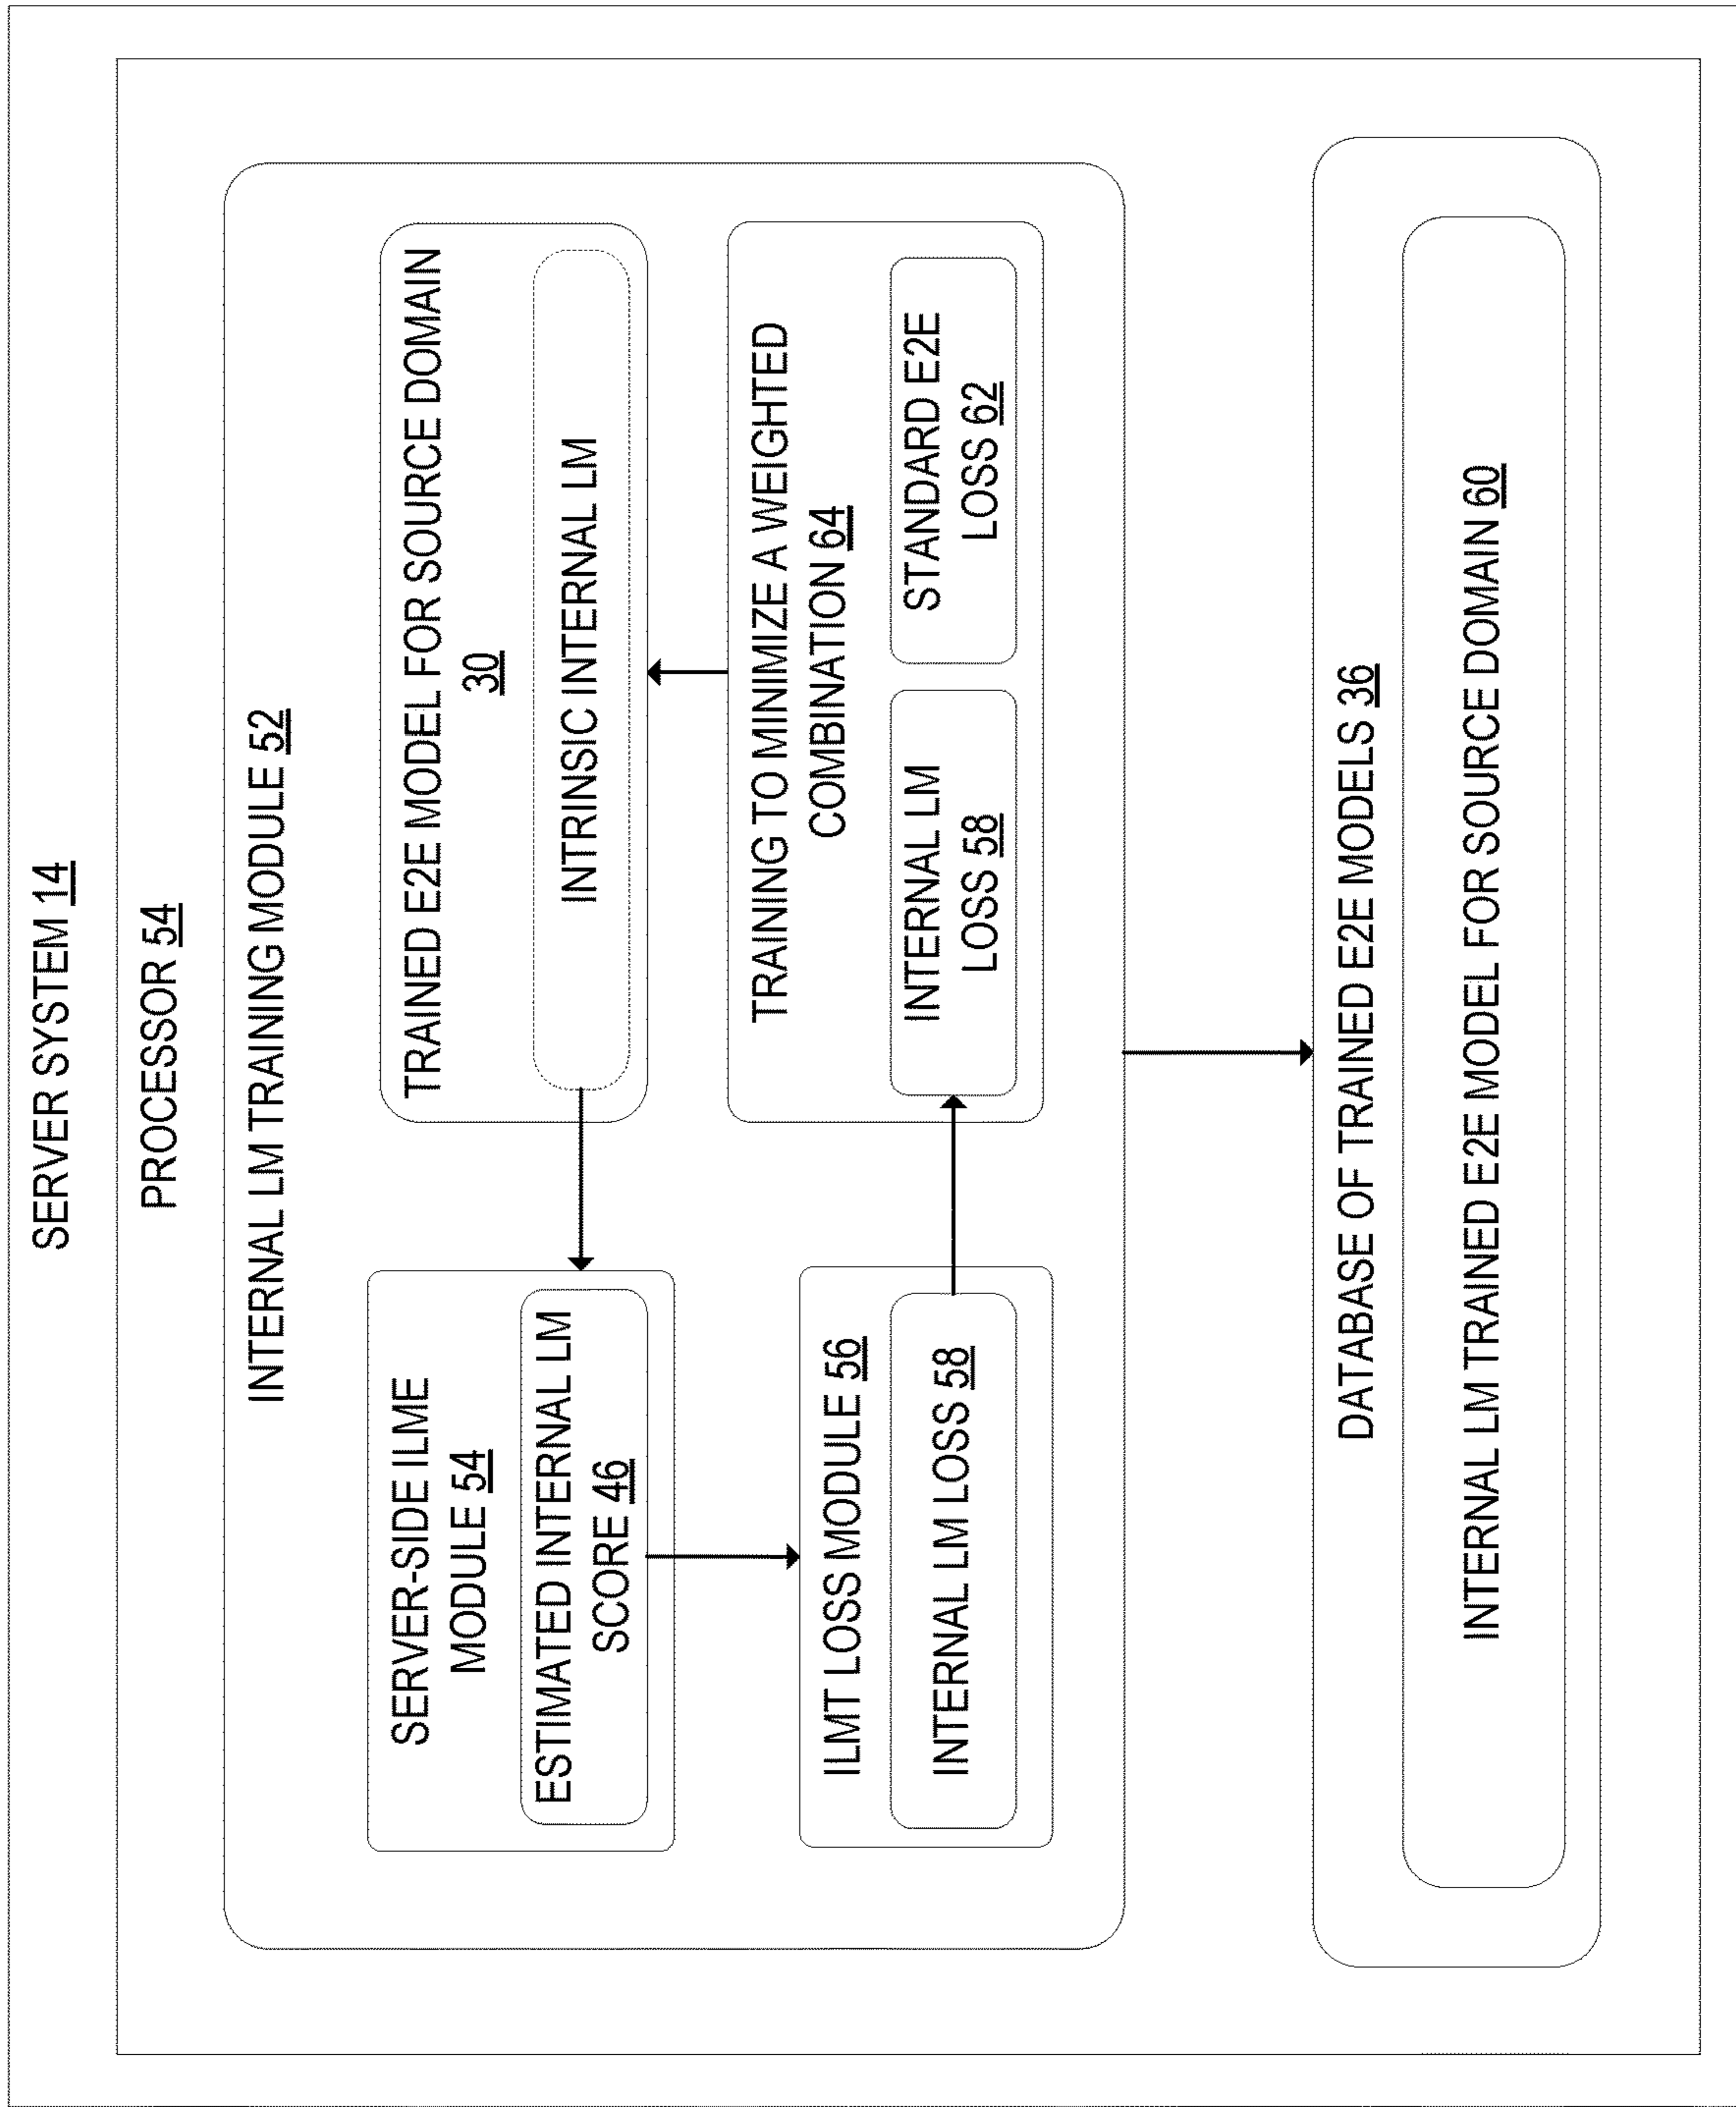 SERVER SYSTEM 14
PROCESSOR 54
INTERNAL LM TRAINING MODULE 52
SERVER-SIDE ILME
MODULE 54
ESTIMATED INTERNAL LM
SCORE 46
TRAINED E2E MODEL FOR SOURCE DOMAIN
30
INTRINSIC INTERNAL LM
ILMT LOSS MODULE 56
INTERNAL LM LOSS 58
TRAINING TO MINIMIZE A WEIGHTED
COMBINATION 64
INTERNAL LM
LOSS 58
STANDARD E2E
LOSS 62
DATABASE OF TRAINED E2E MODELS 36
INTERNAL LM TRAINED E2E MODEL FOR SOURCE DOMAIN 60